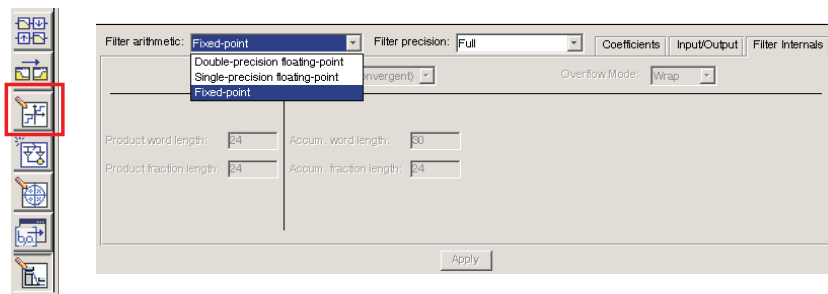 Filter arithmetic: Fixed-point Filter precision: Full Coefficients Input/Output Filter Internals
Double-precision floating-point
Single-precision floating-point nvergent) Overflow Mode: Wrap
Fixed-point
Product word length: 24 Accum. word length: 30
Product fraction length: 24 Accum. fraction length: 24
Apply